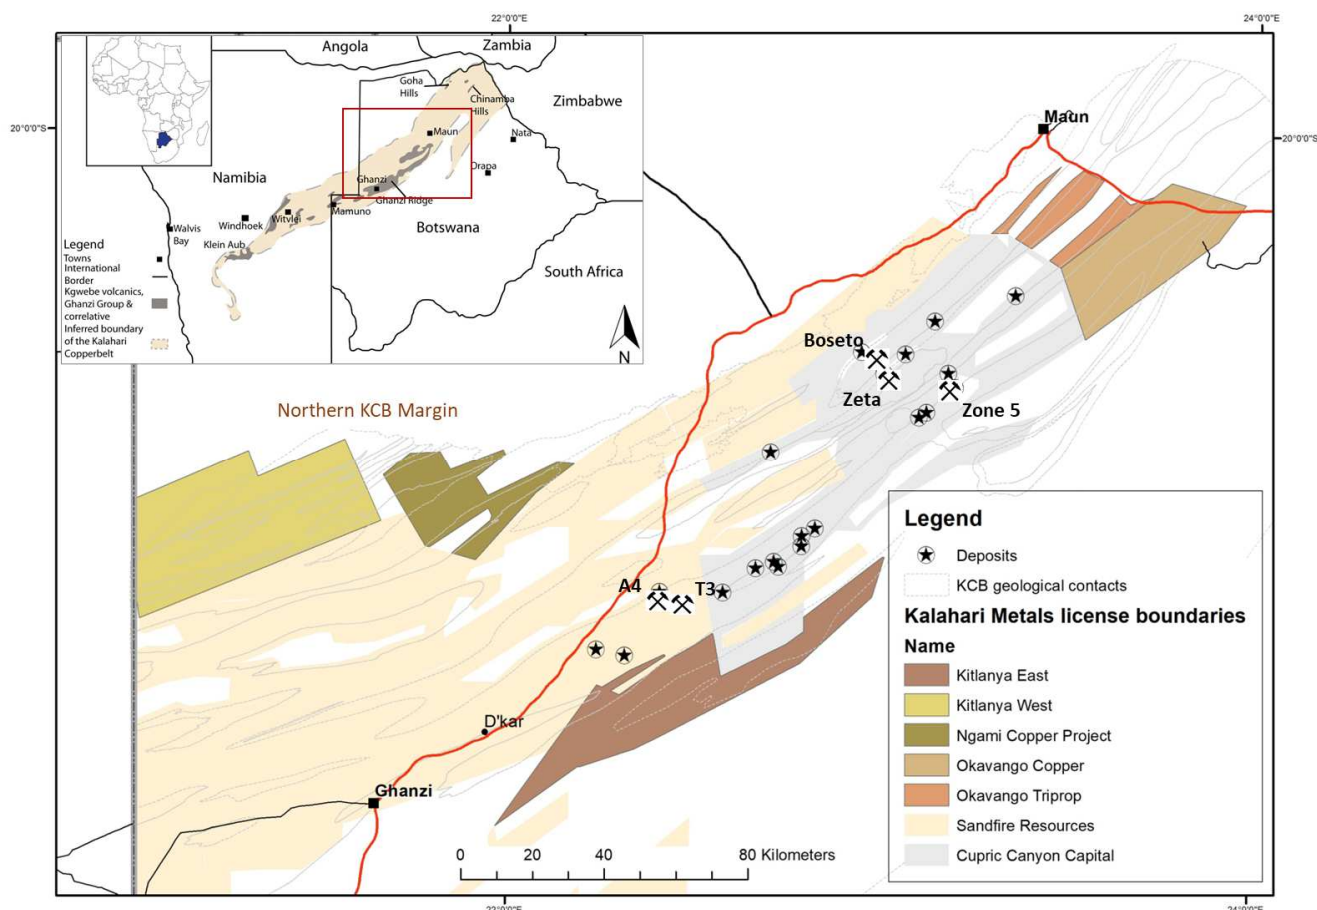 22°0'0"E
24°0'0"E
Angola
Zambia
Goha
Hills
Chinamba
Hills
Zimbabwe
Maun
Nata
Orapa
Namibia
Ghanzi
Ghanzi Ridge
Mamuno
Witvlei
Windhoek
Walvis
Bay
Klein Aub
Botswana
South Africa
Legend
Towns
International
Border
Kgwebe volcanics,
Ghanzi Group &
correlative
Inferred boundary
of the Kalahari
Copperbelt
N
20°0'0"S
20°0'0"S
Maun
Boseto
Zeta
Zone 5
Northern KCB Margin
A4
T3
D'kar
Ghanzi
0 20 40 80 Kilometers
Legend
Deposits
KCB geological contacts
Kalahari Metals license boundaries
Name
Kitlanya East
Kitlanya West
Ngami Copper Project
Okavango Copper
Okavango Triprop
Sandfire Resources
Cupric Canyon Capital